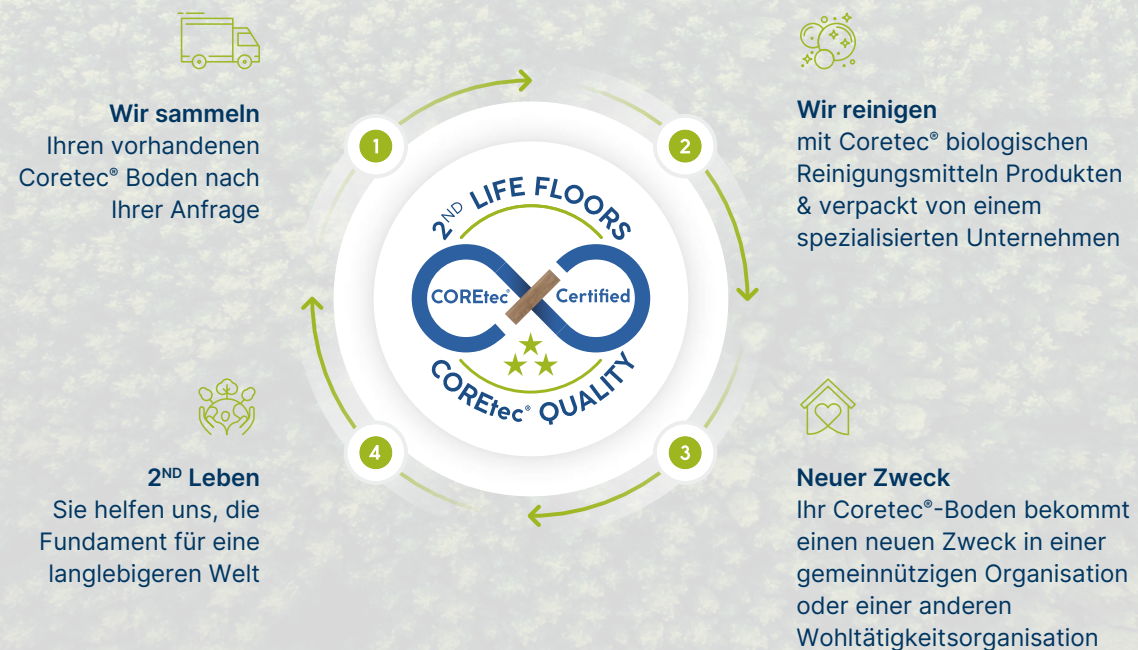 Wir sammeln
Ihren vorhandenen
Coretec® Boden nach
Ihrer Anfrage
1
Wir reinigen
mit Coretec® biologischen
Reinigungsmitteln Produkten
& verpackt von einem
spezialisierten Unternehmen
2
2ND LIFE FLOORS
COREtec® Certified
COREtec® QUALITY
4
2ND Leben
Sie helfen uns, die
Fundament für eine
langlebigeren Welt
3
Neuer Zweck
Ihr Coretec®-Boden bekommt
einen neuen Zweck in einer
gemeinnützigen Organisation
oder einer anderen
Wohltätigkeitsorganisation